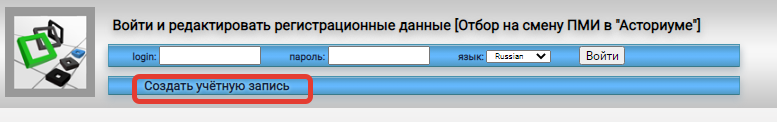 Войти и редактировать регистрационные данные [Отбор на смену ПМИ в "Асториуме"]
login: пароль: язык: Russian Войти
Создать учётную запись